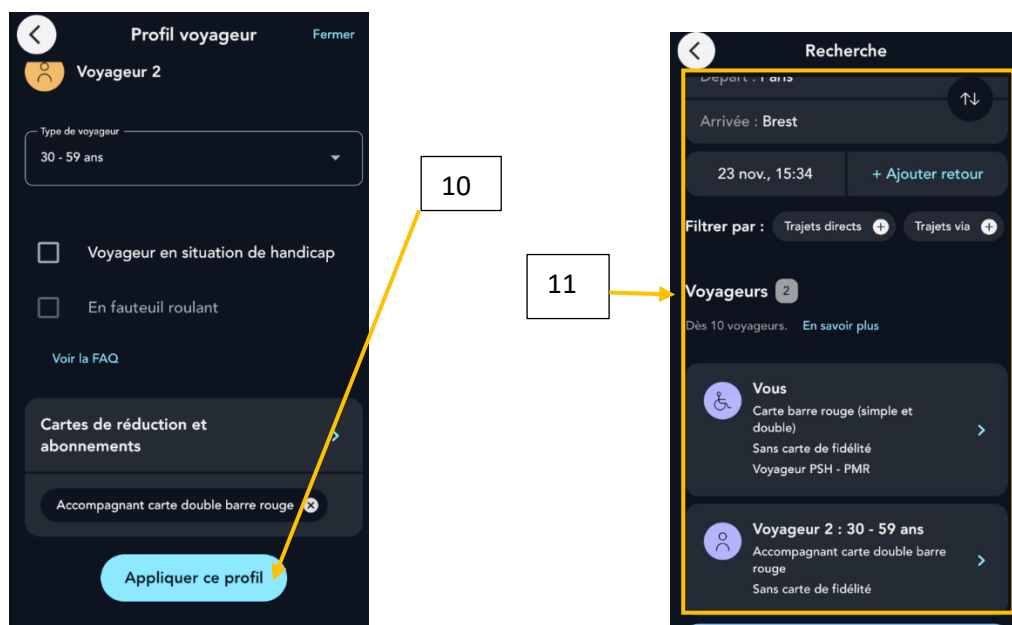 Profil voyageur
Fermer
Voyageur 2
Type de voyageur
30 - 59 ans
Voyageur en situation de handicap
En fauteuil roulant
Voir la FAQ
Cartes de réduction et
abonnements
Accompagnant carte double barre rouge
Appliquer ce profil
10
11
Recherche
Départ : Paris
Arrivée : Brest
23 nov., 15:34
+ Ajouter retour
Filtrer par :
Trajets directs
Trajets via
Voyageurs 2
Dès 10 voyageurs. En savoir plus
Vous
Carte barre rouge (simple et
double)
Sans carte de fidélité
Voyageur PSH - PMR
Voyageur 2 : 30 - 59 ans
Accompagnant carte double barre
rouge
Sans carte de fidélité